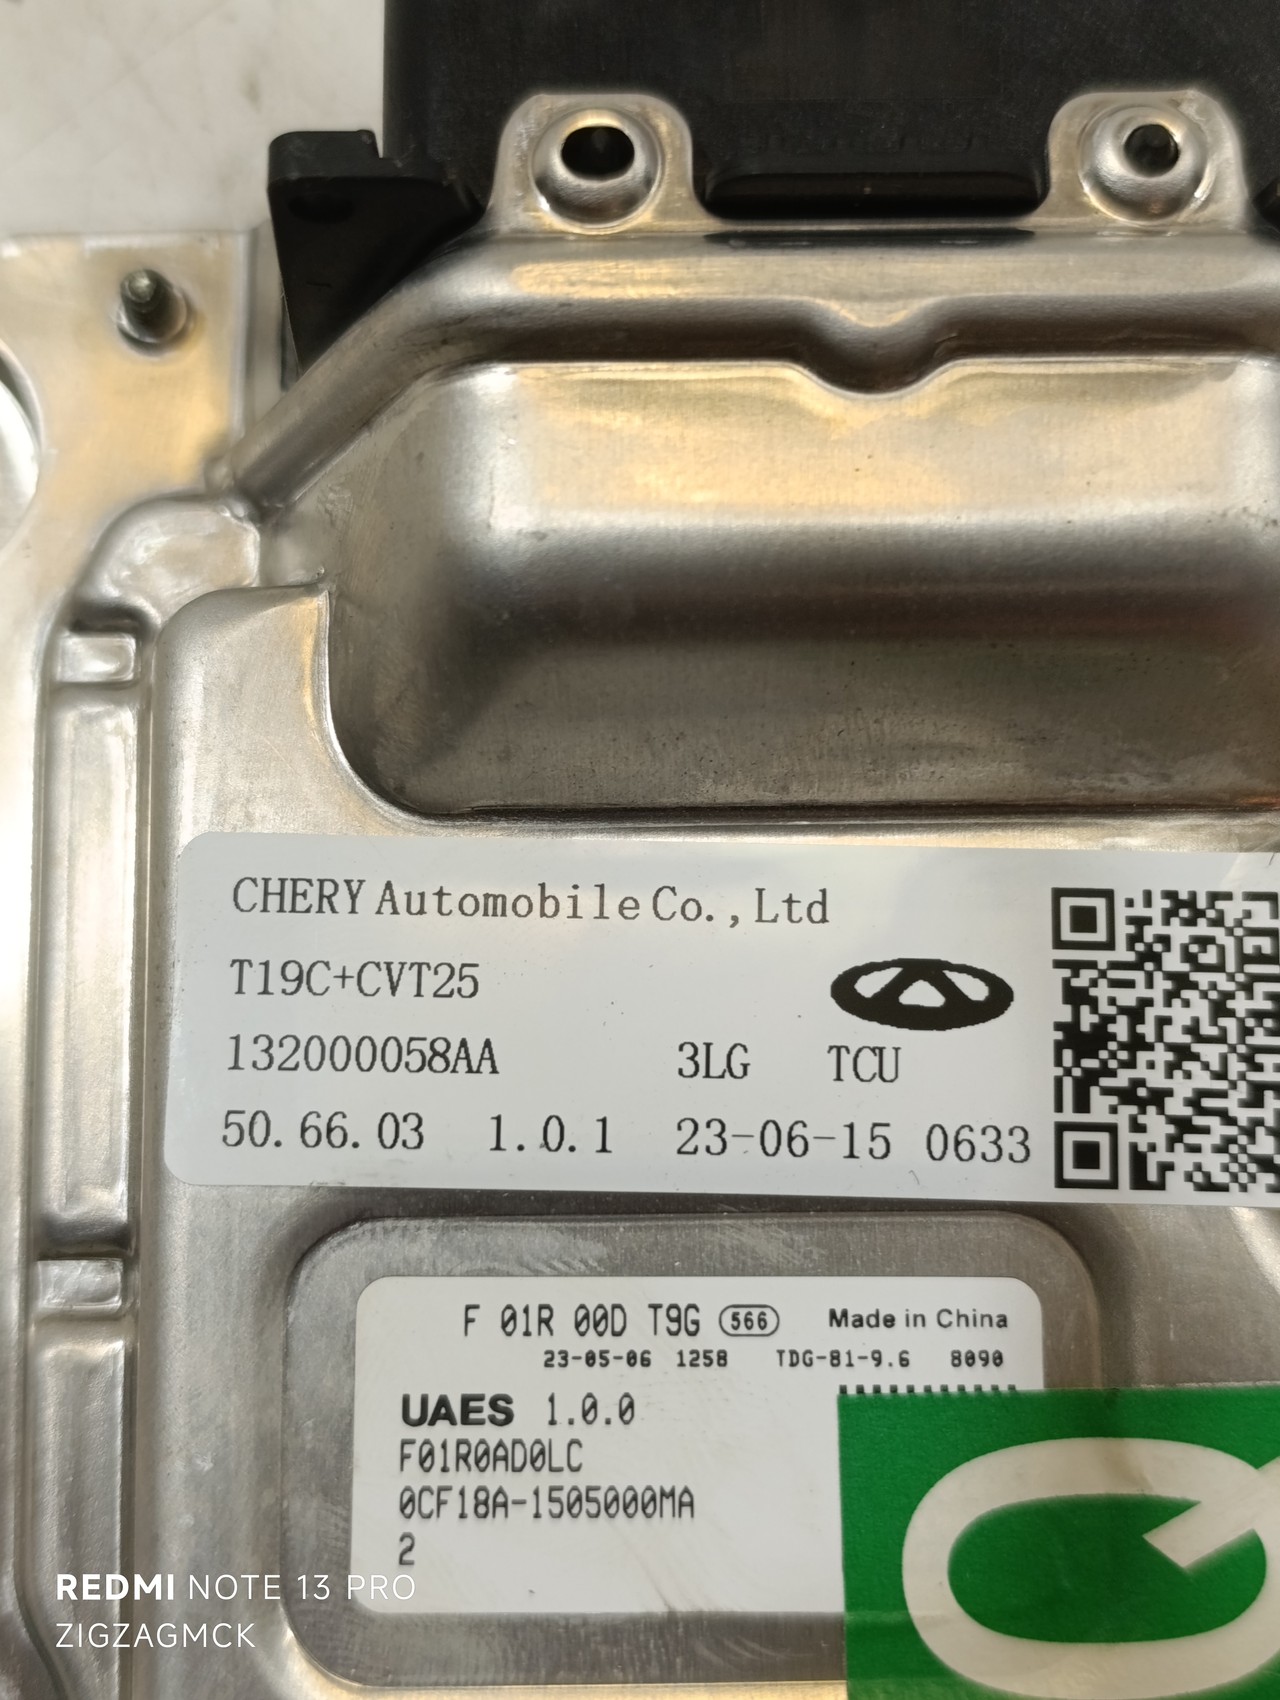 CHERY Automobile Co.,Ltd
T19C+CVT25
132000058AA 3LG TCU
50.66.03 1.0.1 23-06-15 0633
F 01R 00D T9G 566 Made in China
23-05-06 1258 TDG-81-9.6 8090
UAES 1.0.0
F01R0AD0LC
0CF18A-1505000MA
2
REDMI NOTE 13 PRO
ZIGZAGMCK